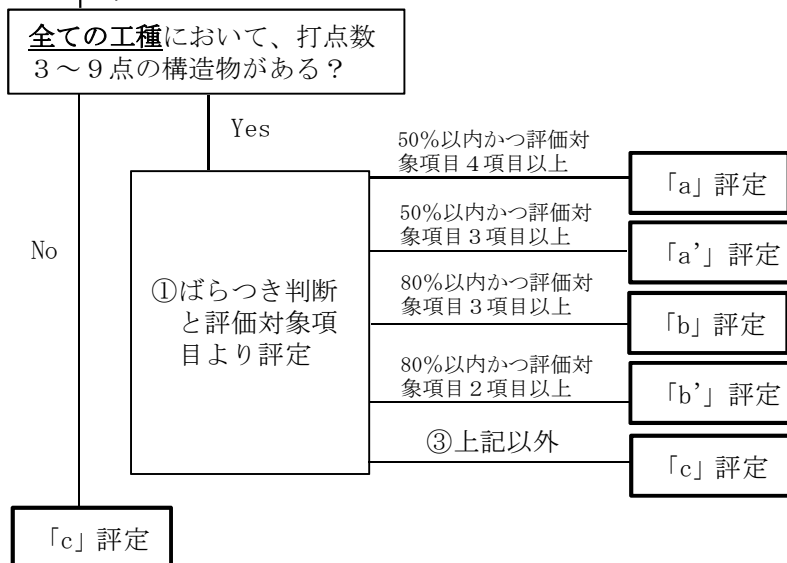 全ての工種において、打点数
３～９点の構造物がある？
Yes
No
①ばらつき判断
と評価対象項
目より評定
50%以内かつ評価対
象項目４項目以上
「a」評定
50%以内かつ評価対
象項目３項目以上
「a’」評定
80%以内かつ評価対
象項目３項目以上
「b」評定
80%以内かつ評価対
象項目２項目以上
「b’」評定
③上記以外
「c」評定
「c」評定